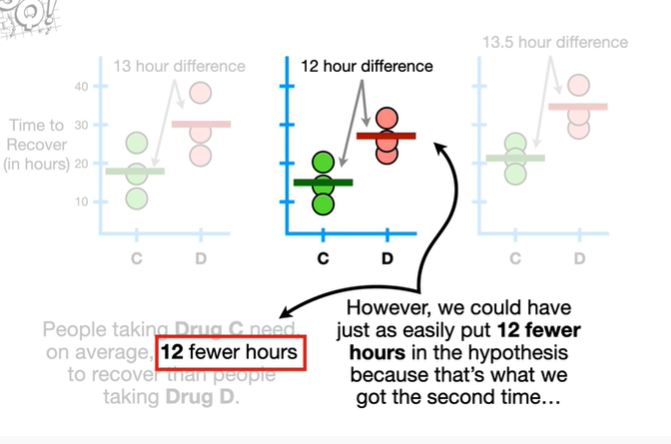 Q!
13 hour difference
12 hour difference
13.5 hour difference
Time to
Recover
(in hours)
40
30
20
10
C D
C D
C D
People taking Drug C need,
on average, 12 fewer hours
to recover than people
taking Drug D.
However, we could have
just as easily put 12 fewer
hours in the hypothesis
because that's what we
got the second time...